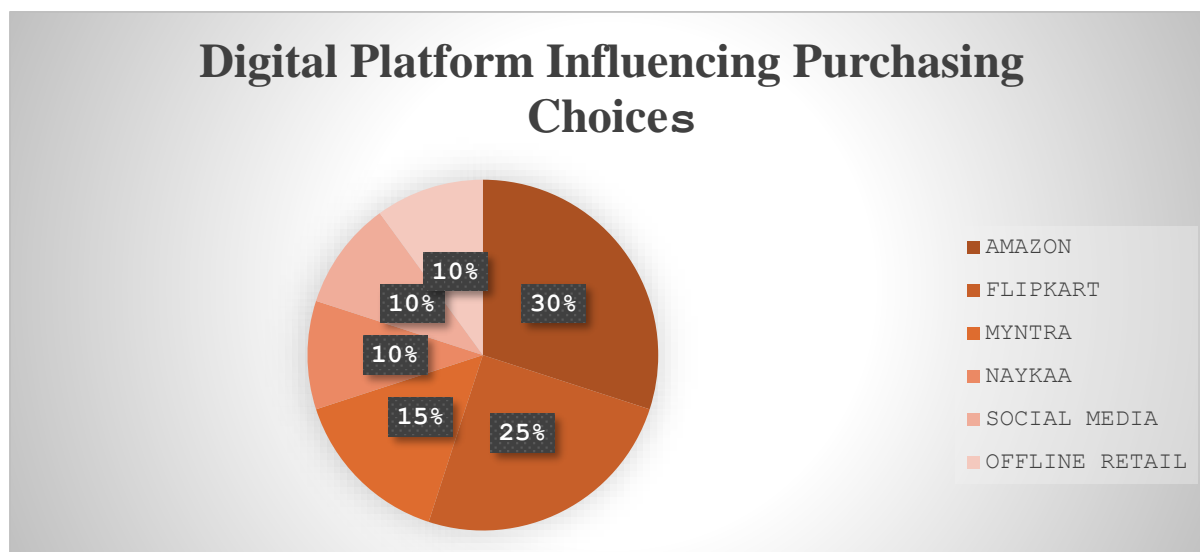 Digital Platform Influencing Purchasing
Choices
10%
30%
10%
10%
15%
25%
AMAZON
FLIPKART
MYNTRA
NAYKAA
SOCIAL MEDIA
OFFLINE RETAIL